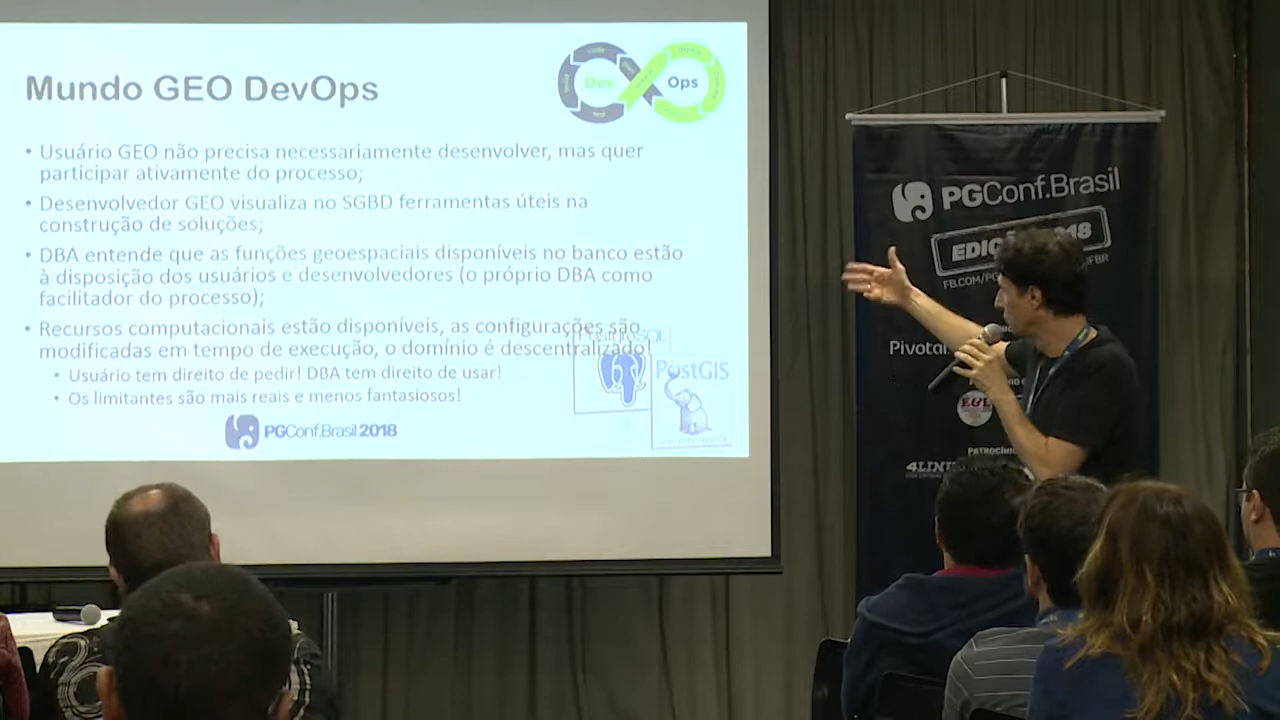 Mundo GEO DevOps
Dev
Ops
• Usuário GEO não precisa necessariamente desenvolver, mas quer
participar ativamente do processo;
• Desenvolvedor GEO visualiza no SGBD ferramentas úteis na
construção de soluções;
• DBA entende que as funções geoespaciais disponíveis no banco estão
à disposição dos usuários e desenvolvedores (o próprio DBA como
facilitador do processo);
• Recursos computacionais estão disponíveis, as configurações são
modificadas em tempo de execução, o domínio é descentralizado!
• Usuário tem direito de pedir! DBA tem direito de usar!
• Os limitantes são mais reais e menos fantasiosos!
PostgreSQL
PostGIS
PGConf.Brasil 2018
PGConf.Brasil
FB.COM/PG
Pivotal